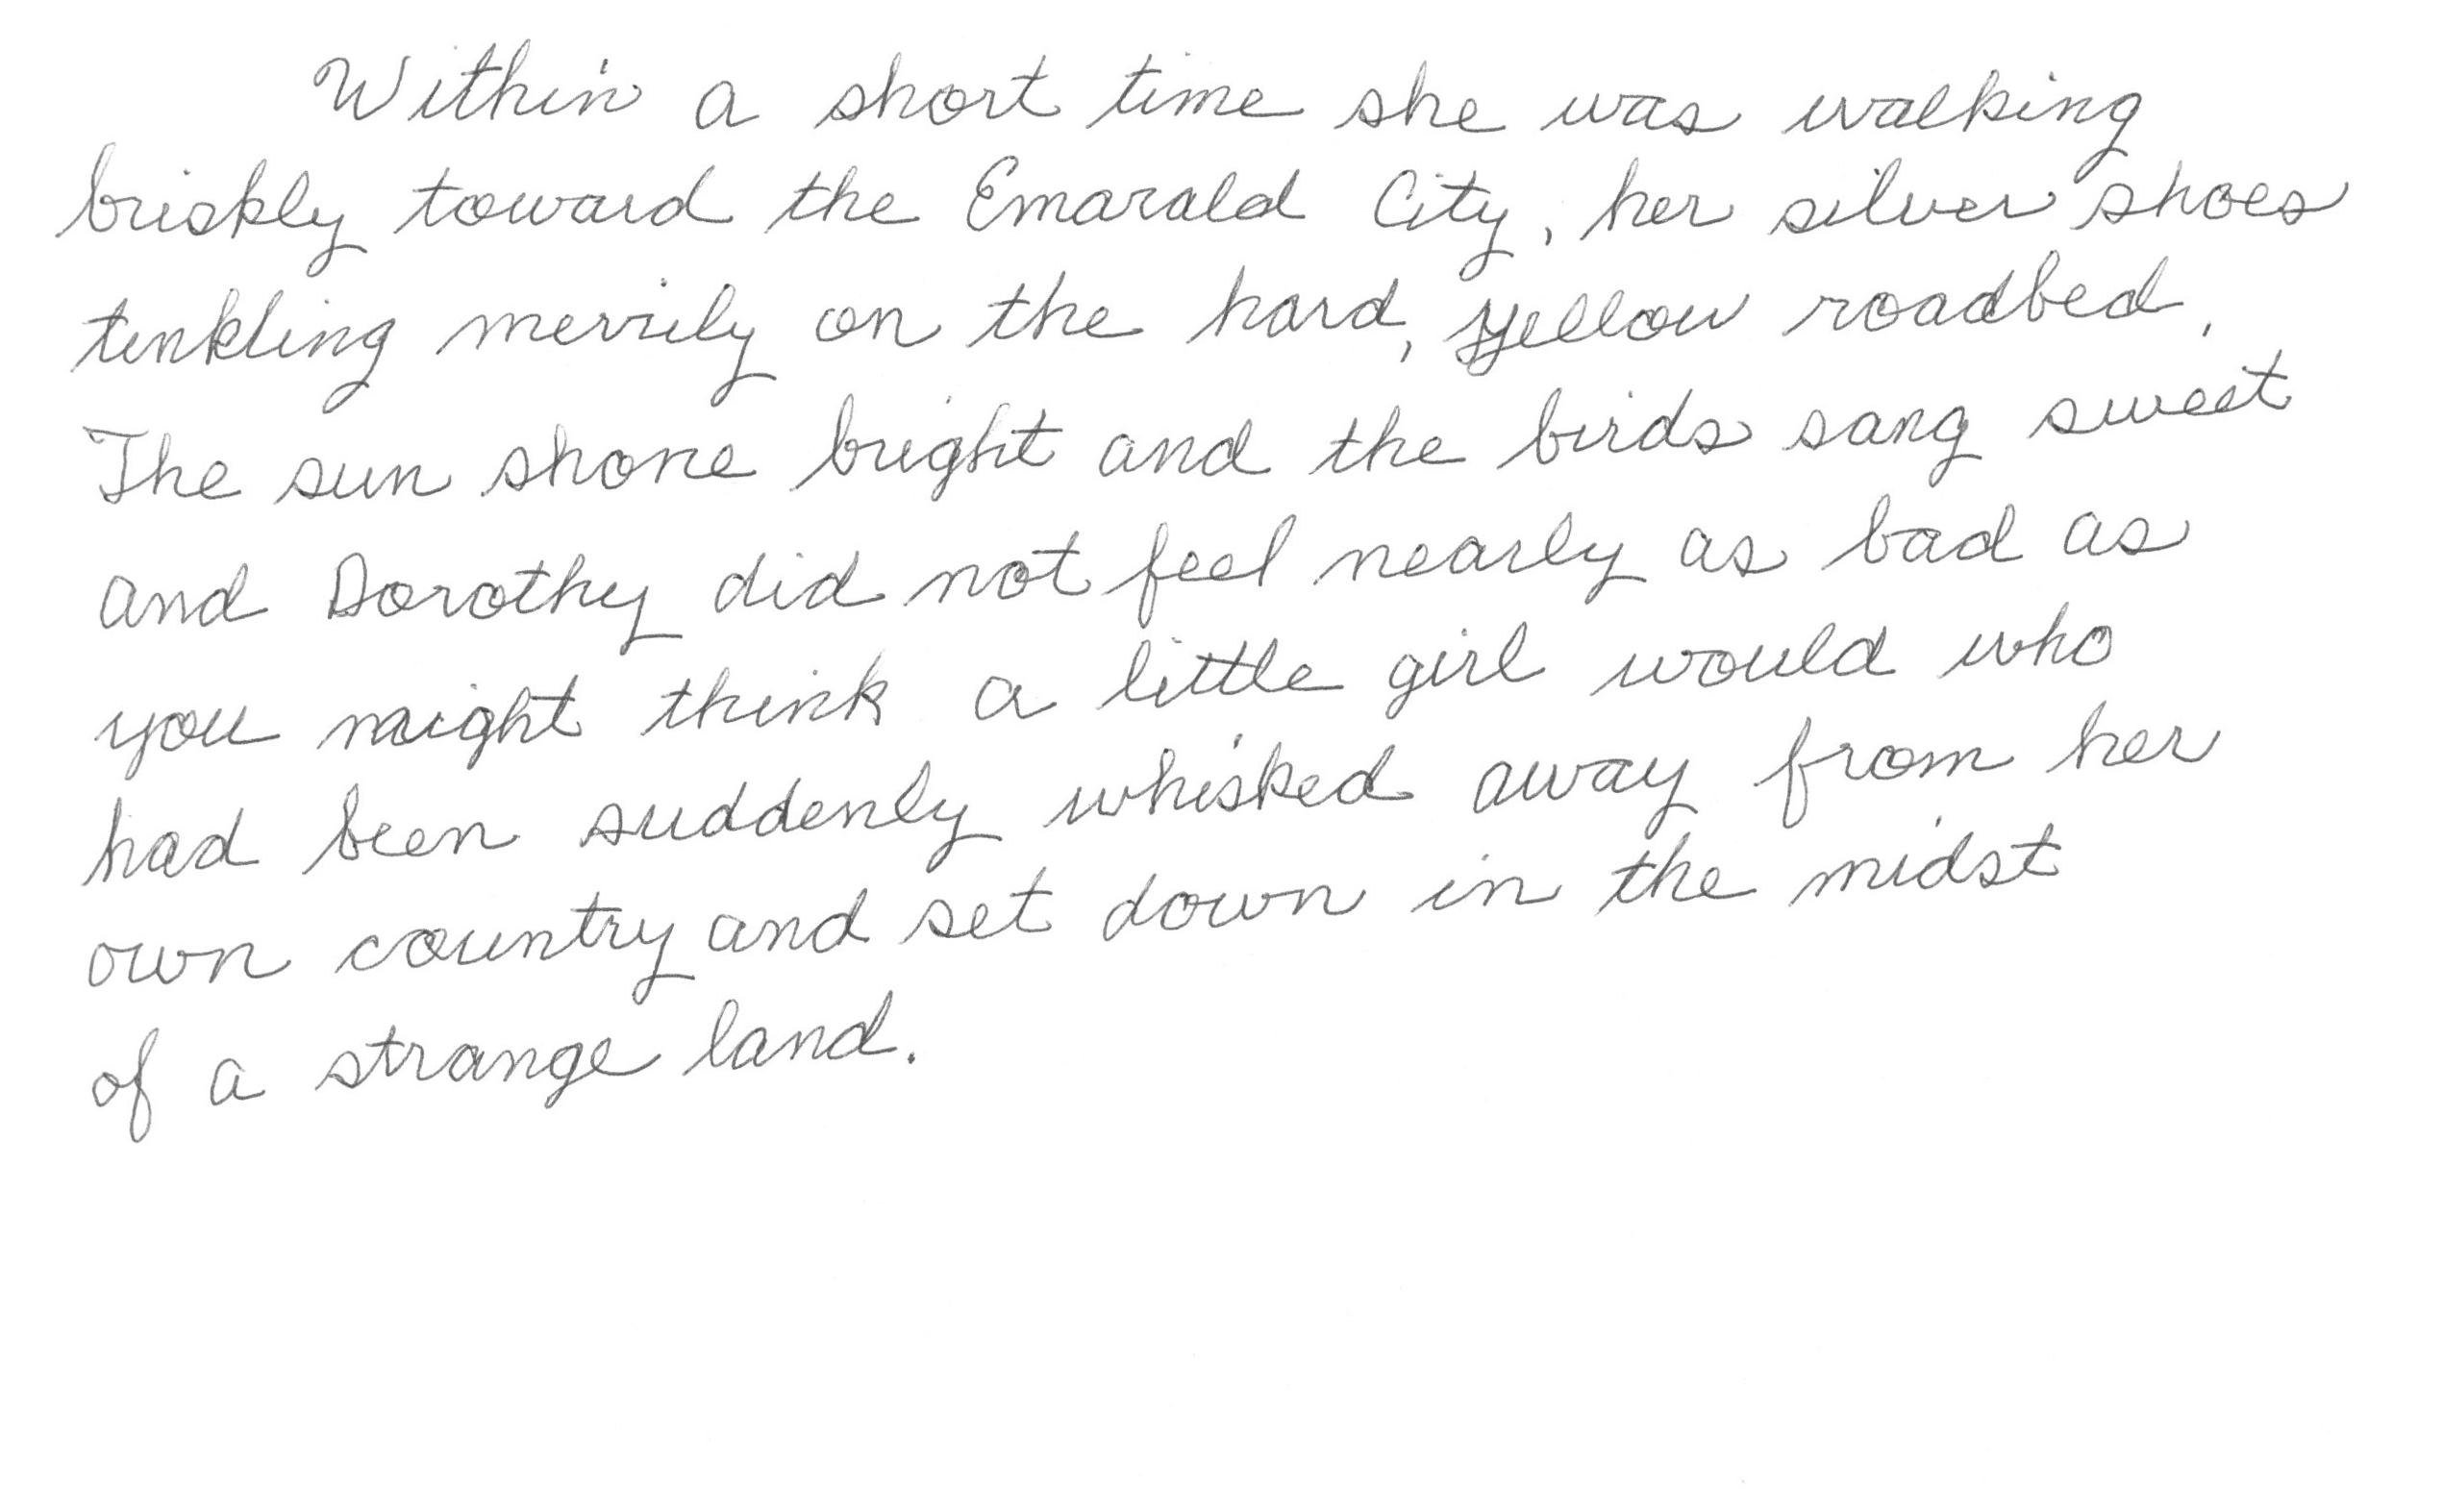 Within a short time she was walking
briskly toward the Emarald City, her silver shoes
tinkling merrily on the hard, yellow roadbed.
The sun shone bright and the birds sang sweet
and Dorothy did not feel nearly as bad as
you might think a little girl would who
had been suddenly whisked away from her
own country and set down in the midst
of a strange land.